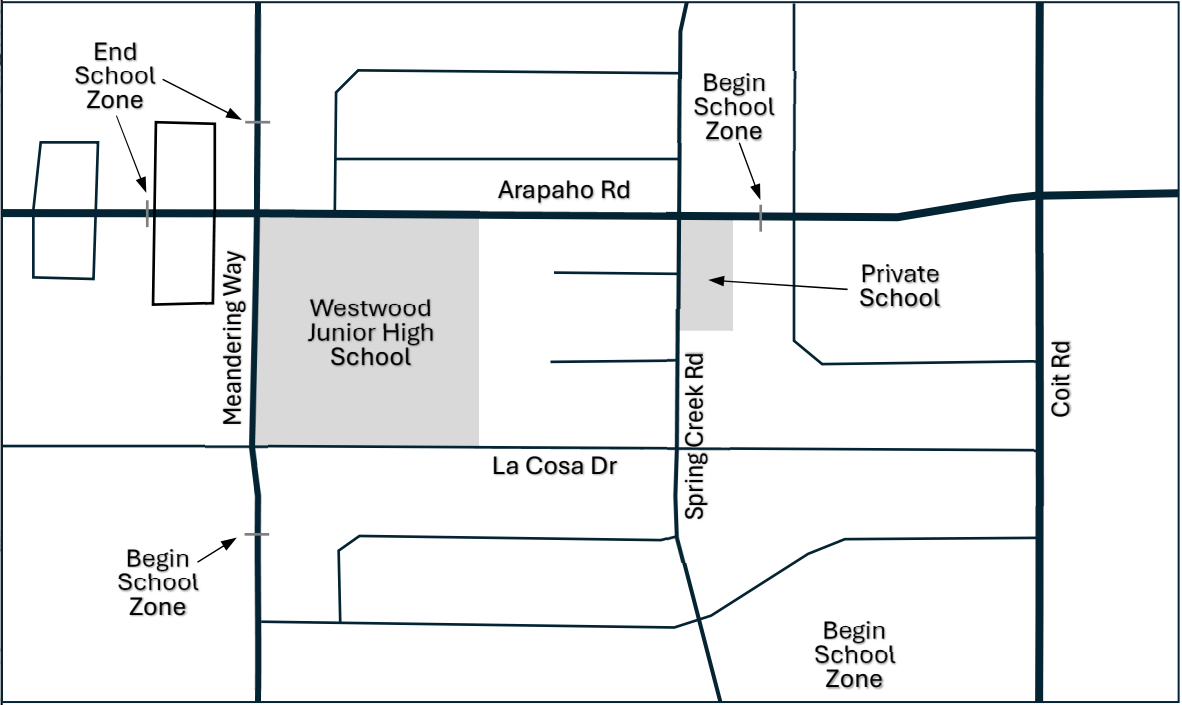 End
School
Zone
Begin
School
Zone
Arapaho Rd
Meandering Way
Westwood
Junior High
School
Private
School
Spring Creek Rd
Coit Rd
La Cosa Dr
Begin
School
Zone
Begin
School
Zone